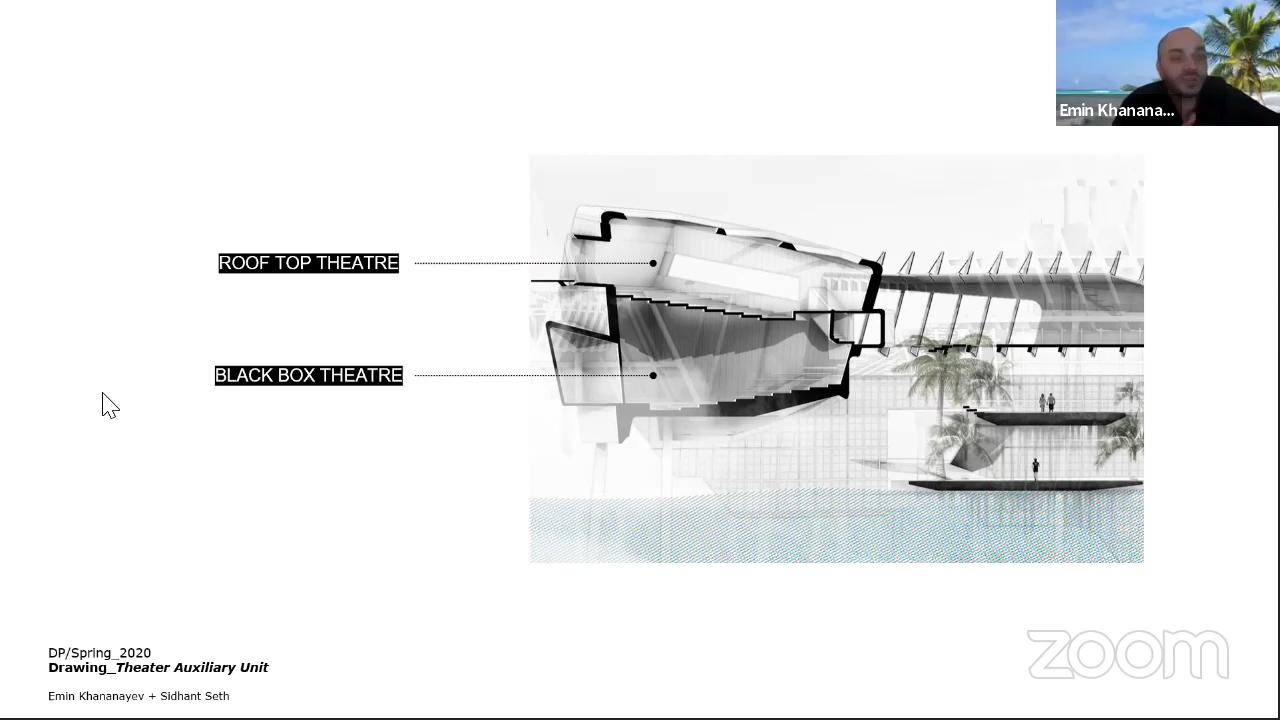 Emin Khanana...
ROOF TOP THEATRE
BLACK BOX THEATRE
DP/Spring_2020
Drawing_Theater Auxiliary Unit
Emin Khananayev + Sidhant Seth
zoom